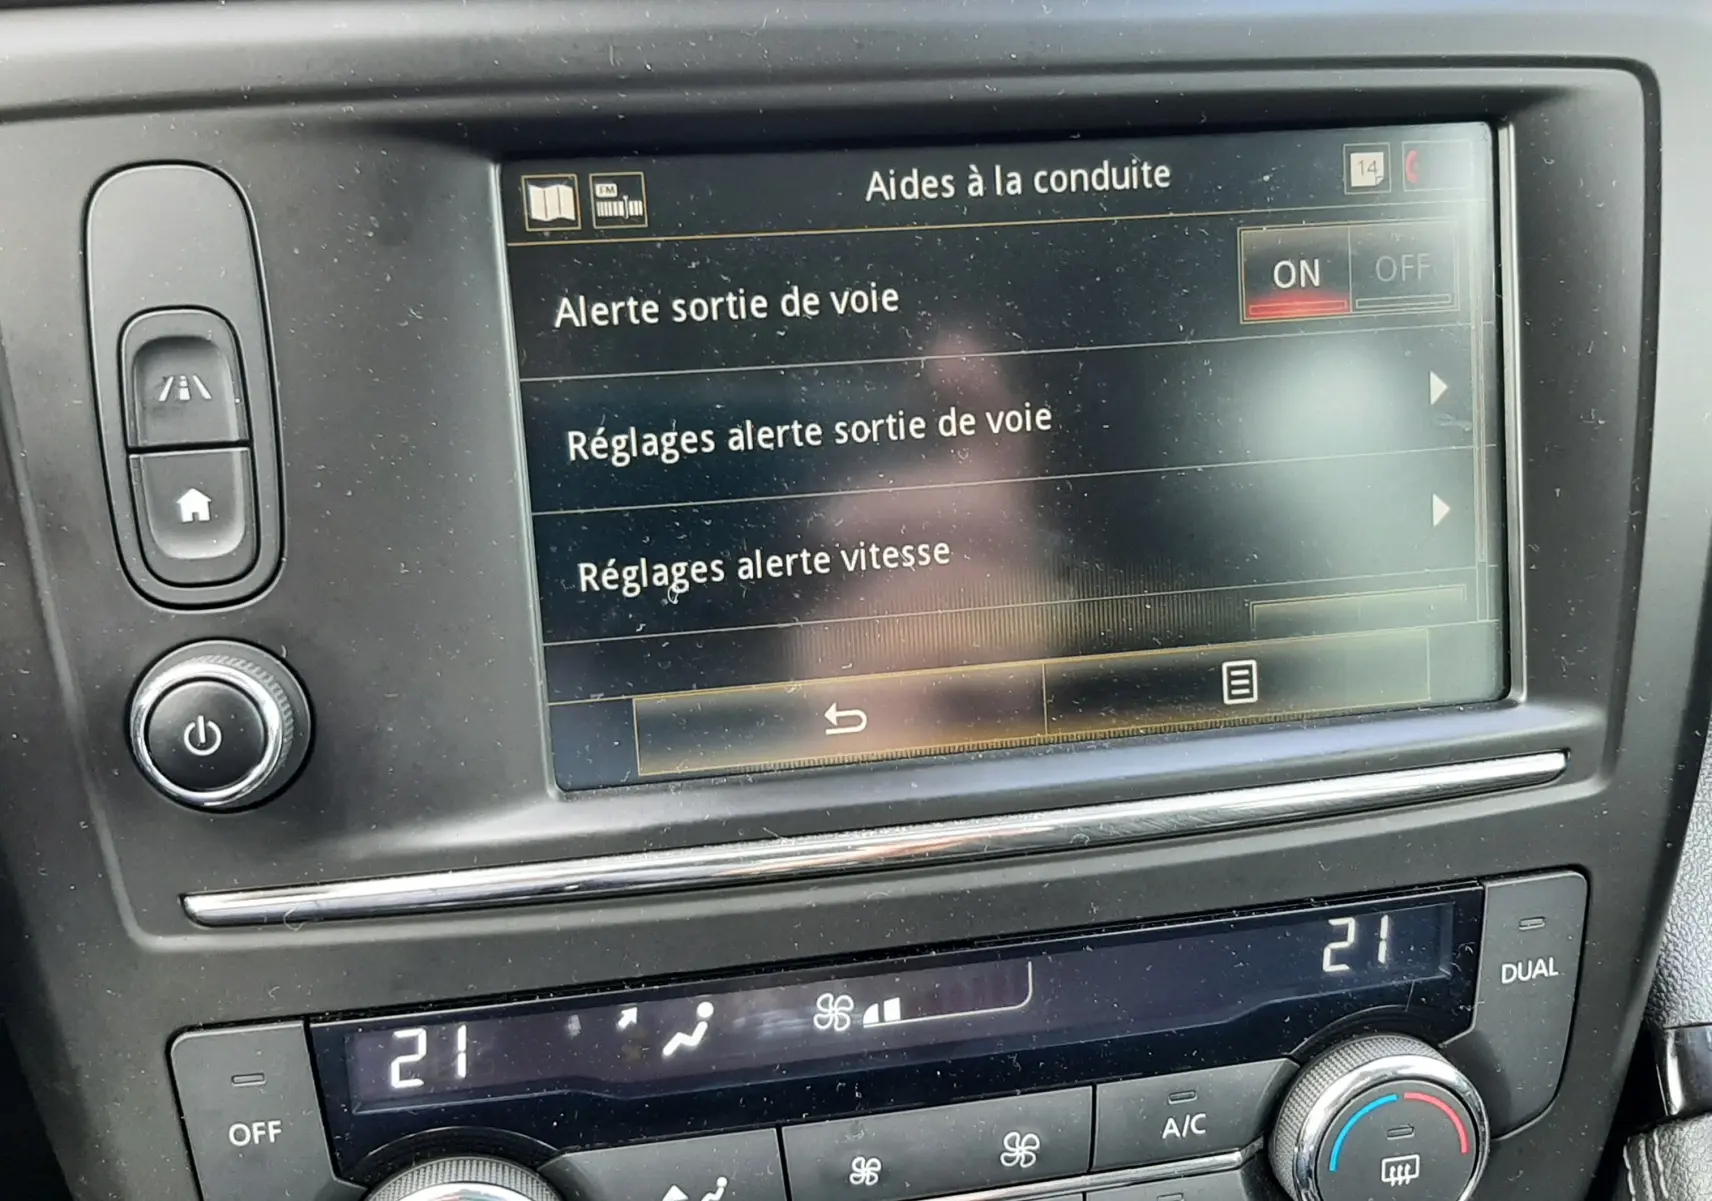 FM
Aides à la conduite
14
Alerte sortie de voie
ON OFF
Réglages alerte sortie de voie
Réglages alerte vitesse
21
21
DUAL
OFF
A/C